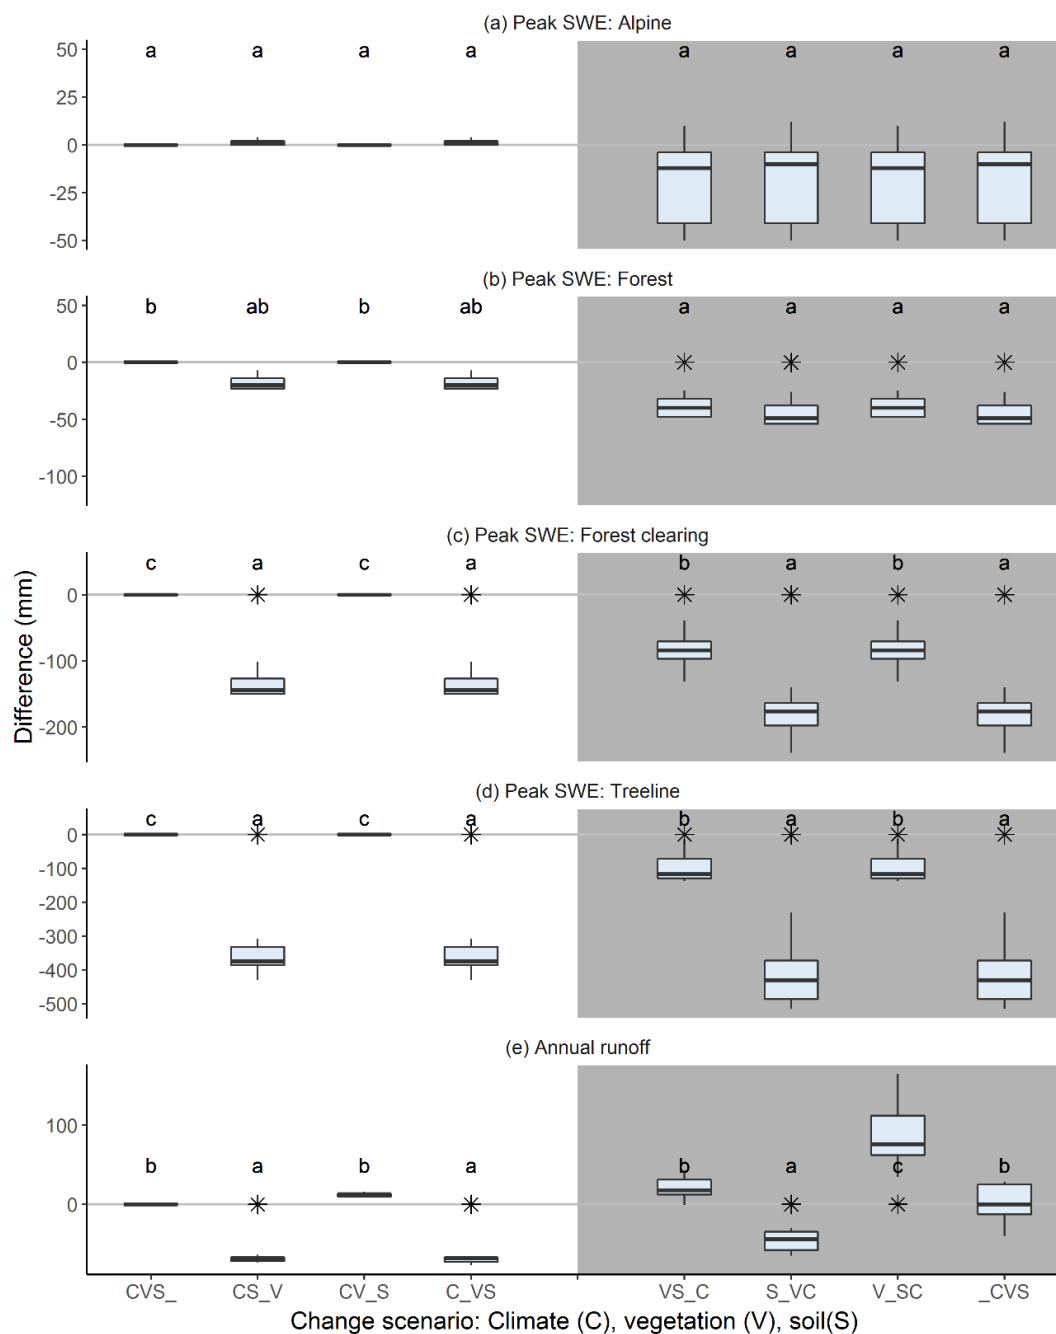 (a) Peak SWE: Alpine
50
a a a a a a a a
25
0
-25
-50
(b) Peak SWE: Forest
50
b ab b ab a a a a
0
-50
-100
(c) Peak SWE: Forest clearing
c a c a b a b a
0
-100
-200
(d) Peak SWE: Treeline
c a c a b a b a
0
-100
-200
-300
-400
-500
(e) Annual runoff
100
b a b a b a c b
0
Difference (mm)
CVS_ CS_V CV_S C_VS VS_C S_VC V_SC _CVS
Change scenario: Climate (C), vegetation (V), soil(S)